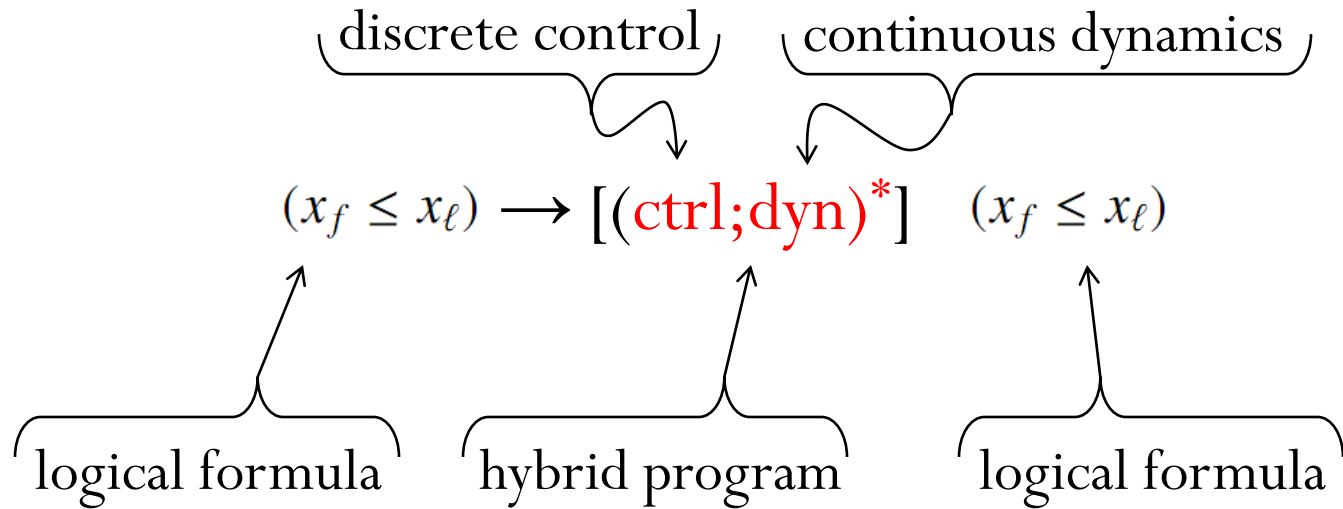 discrete control continuous dynamics
(x_f ≤ x_ℓ) → [(ctrl;dyn)*] (x_f ≤ x_ℓ)
logical formula hybrid program logical formula